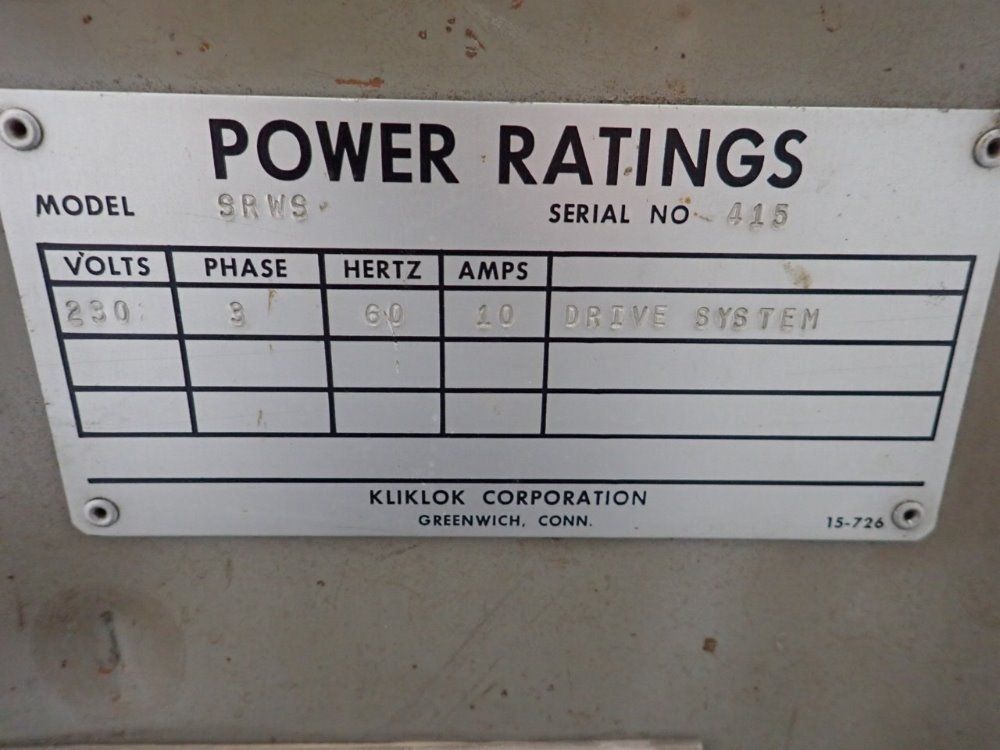 POWER RATINGS
MODEL SRWS SERIAL NO 415
VOLTS PHASE HERTZ AMPS
230 3 60 10 DRIVE SYSTEM
KLIKLOK CORPORATION
GREENWICH, CONN. 15-726